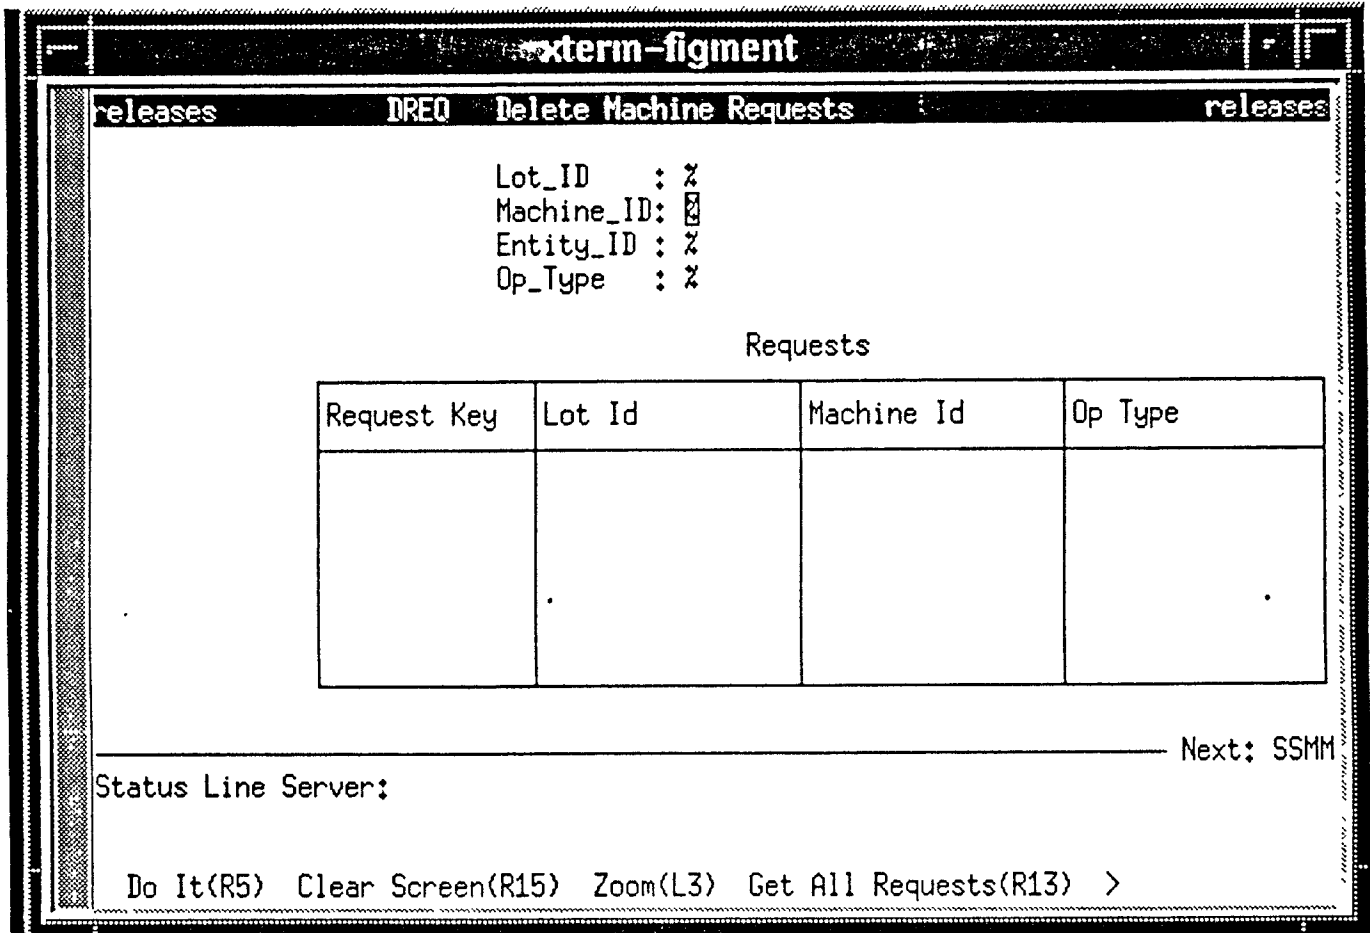 xterm-figment
releases DREQ Delete Machine Requests releases
Lot_ID : %
Machine_ID: %
Entity_ID : %
Op_Type : %
Requests
Request Key Lot Id Machine Id Op Type
Next: SSMM
Status Line Server:
Do It(R5) Clear Screen(R15) Zoom(L3) Get All Requests(R13) >